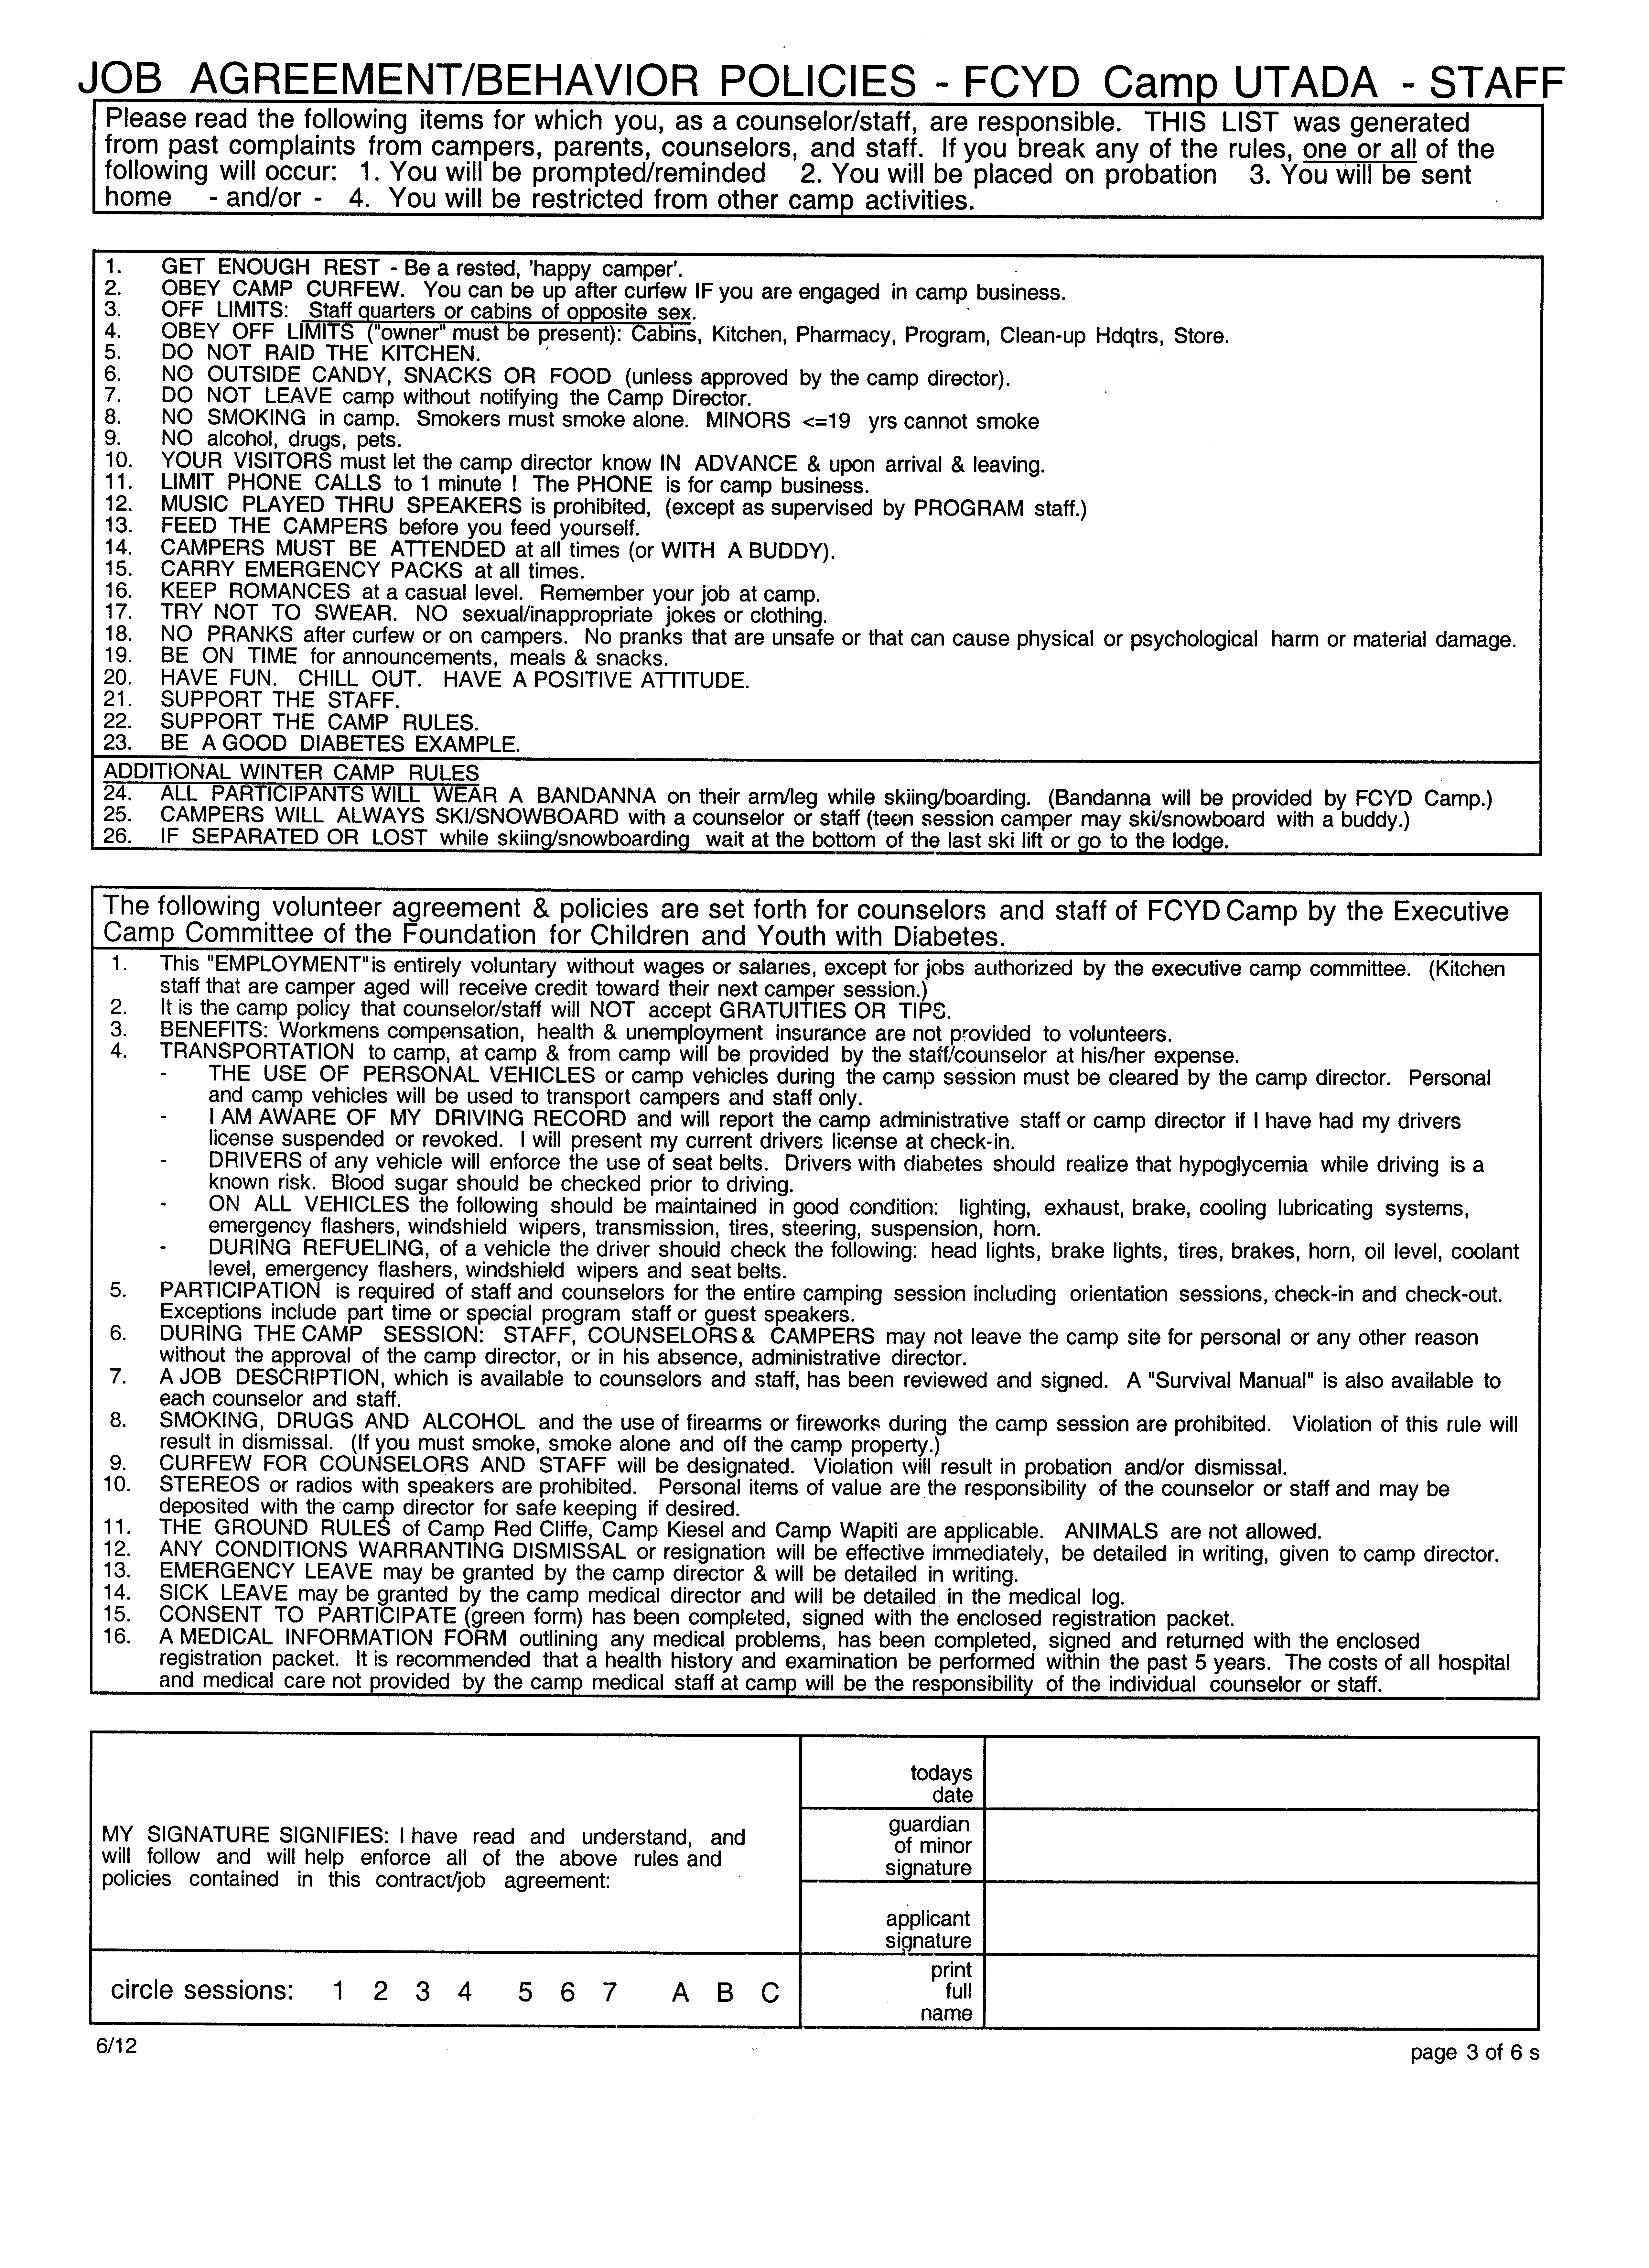 JOB AGREEMENT/BEHAVIOR POLICIES - FCYD Camp UTADA - STAFF
Please read the following items for which you, as a counselor/staff, are responsible. THIS LIST was generated
from past complaints from campers, parents, counselors, and staff. If you break any of the rules, one or all of the
following will occur: 1. You will be prompted/reminded 2. You will be placed on probation 3. You will be sent
home - and/or - 4. You will be restricted from other camp activities.
1. GET ENOUGH REST - Be a rested, 'happy camper'.
2. OBEY CAMP CURFEW. You can be up after curfew IF you are engaged in camp business.
3. OFF LIMITS: Staff quarters or cabins of opposite sex.
4. OBEY OFF LIMITS ("owner" must be present): Cabins, Kitchen, Pharmacy, Program, Clean-up Hdqtrs, Store.
5. DO NOT RAID THE KITCHEN.
6. NO OUTSIDE CANDY, SNACKS OR FOOD (unless approved by the camp director).
7. DO NOT LEAVE camp without notifying the Camp Director.
8. NO SMOKING in camp. Smokers must smoke alone. MINORS <=19 yrs cannot smoke
9. NO alcohol, drugs, pets.
10. YOUR VISITORS must let the camp director know IN ADVANCE & upon arrival & leaving.
11. LIMIT PHONE CALLS to 1 minute ! The PHONE is for camp business.
12. MUSIC PLAYED THRU SPEAKERS is prohibited, (except as supervised by PROGRAM staff.)
13. FEED THE CAMPERS before you feed yourself.
14. CAMPERS MUST BE ATTENDED at all times (or WITH A BUDDY).
15. CARRY EMERGENCY PACKS at all times.
16. KEEP ROMANCES at a casual level. Remember your job at camp.
17. TRY NOT TO SWEAR. NO sexual/inappropriate jokes or clothing.
18. NO PRANKS after curfew or on campers. No pranks that are unsafe or that can cause physical or psychological harm or material damage.
19. BE ON TIME for announcements, meals & snacks.
20. HAVE FUN. CHILL OUT. HAVE A POSITIVE ATTITUDE.
21. SUPPORT THE STAFF.
22. SUPPORT THE CAMP RULES.
23. BE A GOOD DIABETES EXAMPLE.
ADDITIONAL WINTER CAMP RULES
24. ALL PARTICIPANTS WILL WEAR A BANDANNA on their arm/leg while skiing/boarding. (Bandanna will be provided by FCYD Camp.)
25. CAMPERS WILL ALWAYS SKI/SNOWBOARD with a counselor or staff (teen session camper may ski/snowboard with a buddy.)
26. IF SEPARATED OR LOST while skiing/snowboarding wait at the bottom of the last ski lift or go to the lodge.
The following volunteer agreement & policies are set forth for counselors and staff of FCYD Camp by the Executive
Camp Committee of the Foundation for Children and Youth with Diabetes.
1. This "EMPLOYMENT" is entirely voluntary without wages or salaries, except for jobs authorized by the executive camp committee. (Kitchen
staff that are camper aged will receive credit toward their next camper session.)
2. It is the camp policy that counselor/staff will NOT accept GRATUITIES OR TIPS.
3. BENEFITS: Workmens compensation, health & unemployment insurance are not provided to volunteers.
4. TRANSPORTATION to camp, at camp & from camp will be provided by the staff/counselor at his/her expense.
- THE USE OF PERSONAL VEHICLES or camp vehicles during the camp session must be cleared by the camp director. Personal
and camp vehicles will be used to transport campers and staff only.
- I AM AWARE OF MY DRIVING RECORD and will report the camp administrative staff or camp director if I have had my drivers
license suspended or revoked. I will present my current drivers license at check-in.
- DRIVERS of any vehicle will enforce the use of seat belts. Drivers with diabetes should realize that hypoglycemia while driving is a
known risk. Blood sugar should be checked prior to driving.
- ON ALL VEHICLES the following should be maintained in good condition: lighting, exhaust, brake, cooling lubricating systems,
emergency flashers, windshield wipers, transmission, tires, steering, suspension, horn.
- DURING REFUELING, of a vehicle the driver should check the following: head lights, brake lights, tires, brakes, horn, oil level, coolant
level, emergency flashers, windshield wipers and seat belts.
5. PARTICIPATION is required of staff and counselors for the entire camping session including orientation sessions, check-in and check-out.
Exceptions include part time or special program staff or guest speakers.
6. DURING THE CAMP SESSION: STAFF, COUNSELORS & CAMPERS may not leave the camp site for personal or any other reason
without the approval of the camp director, or in his absence, administrative director.
7. A JOB DESCRIPTION, which is available to counselors and staff, has been reviewed and signed. A "Survival Manual" is also available to
each counselor and staff.
8. SMOKING, DRUGS AND ALCOHOL and the use of firearms or fireworks during the camp session are prohibited. Violation of this rule will
result in dismissal. (If you must smoke, smoke alone and off the camp property.)
9. CURFEW FOR COUNSELORS AND STAFF will be designated. Violation will result in probation and/or dismissal.
10. STEREOS or radios with speakers are prohibited. Personal items of value are the responsibility of the counselor or staff and may be
deposited with the camp director for safe keeping if desired.
11. THE GROUND RULES of Camp Red Cliffe, Camp Kiesel and Camp Wapiti are applicable. ANIMALS are not allowed.
12. ANY CONDITIONS WARRANTING DISMISSAL or resignation will be effective immediately, be detailed in writing, given to camp director.
13. EMERGENCY LEAVE may be granted by the camp director & will be detailed in writing.
14. SICK LEAVE may be granted by the camp medical director and will be detailed in the medical log.
15. CONSENT TO PARTICIPATE (green form) has been completed, signed with the enclosed registration packet.
16. A MEDICAL INFORMATION FORM outlining any medical problems, has been completed, signed and returned with the enclosed
registration packet. It is recommended that a health history and examination be performed within the past 5 years. The costs of all hospital
and medical care not provided by the camp medical staff at camp will be the responsibility of the individual counselor or staff.
MY SIGNATURE SIGNIFIES: I have read and understand, and
will follow and will help enforce all of the above rules and
policies contained in this contract/job agreement:
todays
date
guardian
of minor
signature
applicant
signature
circle sessions: 1 2 3 4 5 6 7 A B C
print
full
name
6/12
page 3 of 6 s